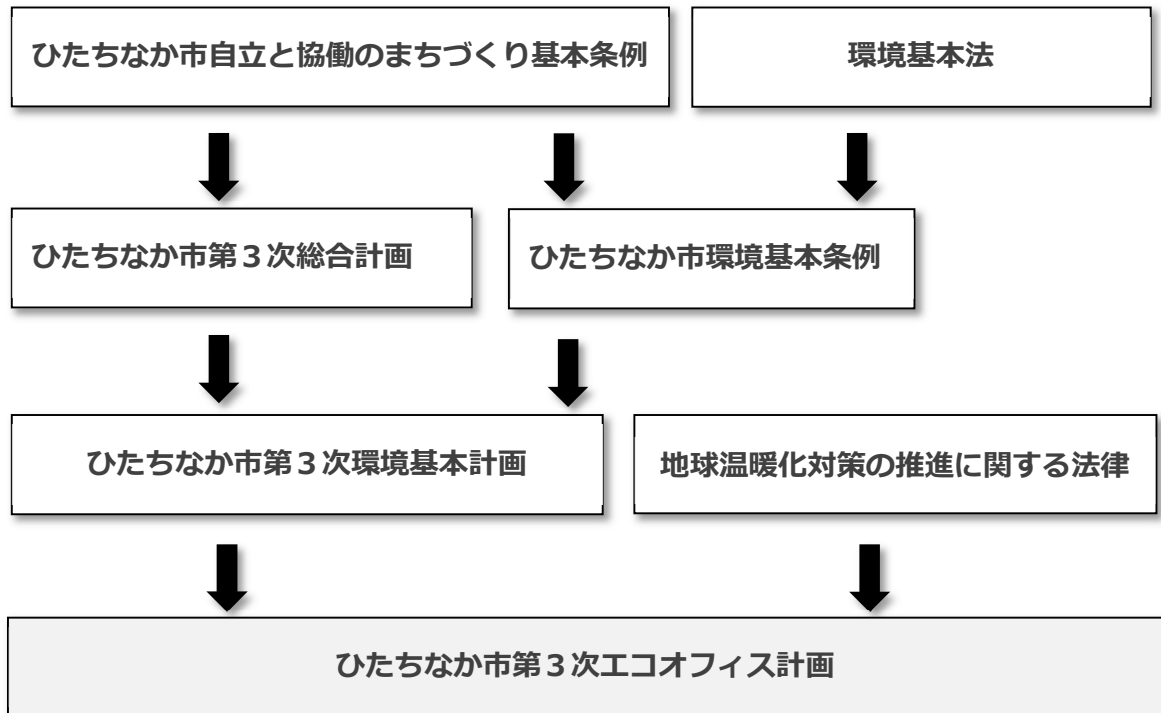 ひたちなか市自立と協働のまちづくり基本条例
環境基本法
ひたちなか市第３次総合計画
ひたちなか市環境基本条例
ひたちなか市第３次環境基本計画
地球温暖化対策の推進に関する法律
ひたちなか市第３次エコオフィス計画